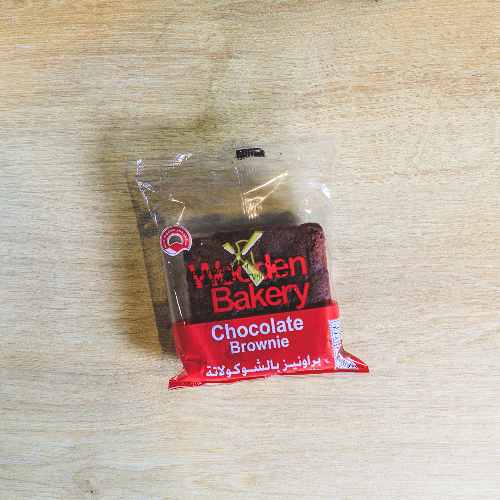 Wooden
Bakery
Chocolate
Brownie
براونيز بالشوكولاتة